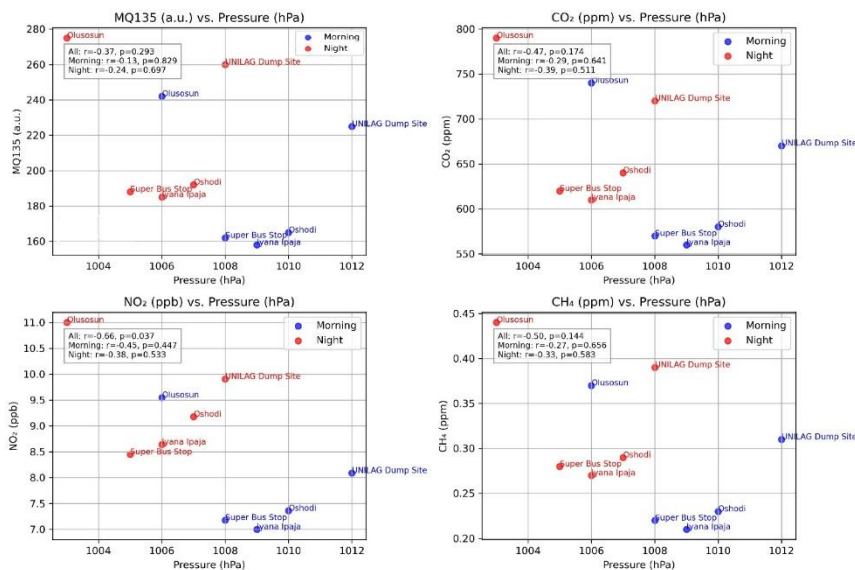 MQ135 (a.u.) vs. Pressure (hPa)
Olusosun
Morning
Night
All: r=-0.37, p=0.293
Morning: r=-0.13, p=0.829
Night: r=-0.24, p=0.697
UNILAG Dump Site
Olusosun
UNILAG Dump Site
Oshodi
Super Bus Stop
Iyana Ipaja
Oshodi
Super Bus Stop
Iyana Ipaja
280
260
240
220
200
180
160
MQ135 (a.u.)
1004 1006 1008 1010 1012
Pressure (hPa)
CO₂ (ppm) vs. Pressure (hPa)
Olusosun
Morning
Night
All: r=-0.47, p=0.174
Morning: r=-0.29, p=0.641
Night: r=-0.39, p=0.511
Olusosun
UNILAG Dump Site
UNILAG Dump Site
Oshodi
Super Bus Stop
Iyana Ipaja
Oshodi
Super Bus Stop
Iyana Ipaja
800
750
700
650
600
550
CO₂ (ppm)
1004 1006 1008 1010 1012
Pressure (hPa)
NO₂ (ppb) vs. Pressure (hPa)
Olusosun
Morning
Night
All: r=-0.66, p=0.037
Morning: r=-0.45, p=0.447
Night: r=-0.38, p=0.533
UNILAG Dump Site
Olusosun
Oshodi
Iyana Ipaja
Super Bus Stop
UNILAG Dump Site
Oshodi
Super Bus Stop
Iyana Ipaja
11.0
10.5
10.0
9.5
9.0
8.5
8.0
7.5
7.0
NO₂ (ppb)
1004 1006 1008 1010 1012
Pressure (hPa)
CH₄ (ppm) vs. Pressure (hPa)
Olusosun
Morning
Night
All: r=-0.50, p=0.144
Morning: r=-0.27, p=0.656
Night: r=-0.33, p=0.583
UNILAG Dump Site
Olusosun
UNILAG Dump Site
Oshodi
Super Bus Stop
Iyana Ipaja
Oshodi
Super Bus Stop
Iyana Ipaja
0.45
0.40
0.35
0.30
0.25
0.20
CH₄ (ppm)
1004 1006 1008 1010 1012
Pressure (hPa)